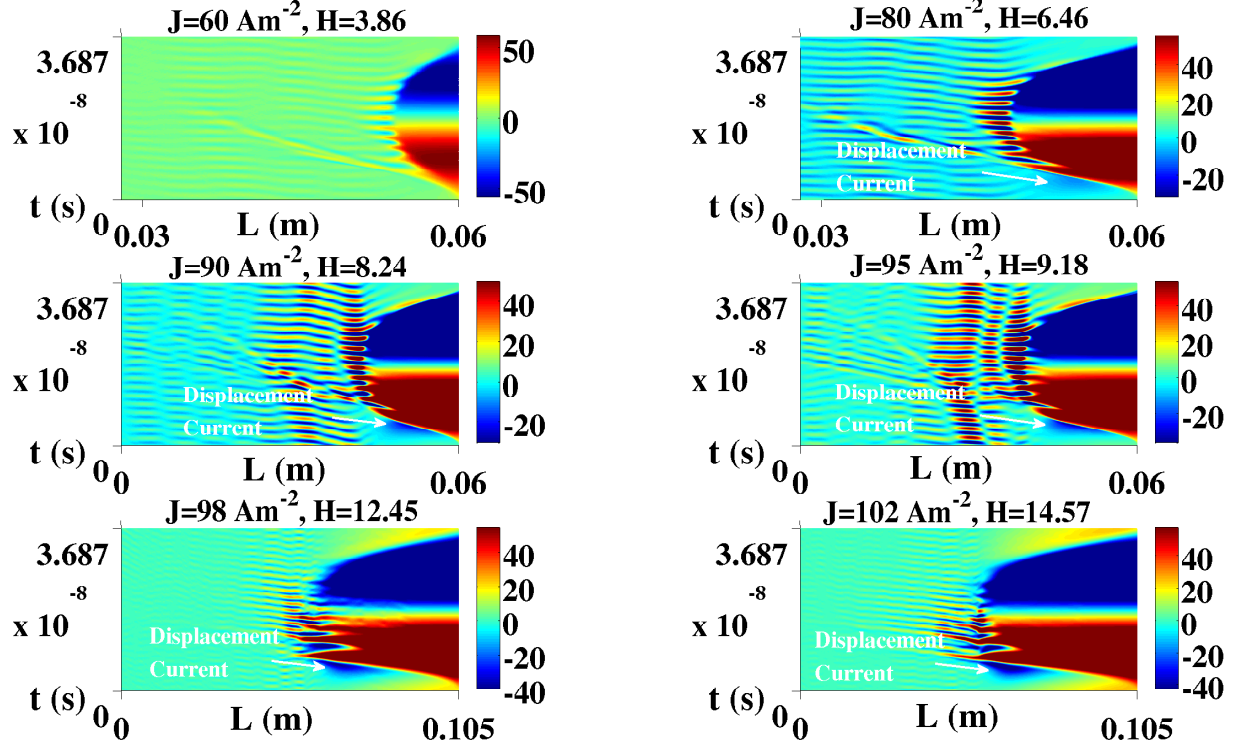 J=60 Am-2, H=3.86
3.687
-8
x 10
t (s)
0
0.03
L (m)
0.06
50
0
-50
J=80 Am-2, H=6.46
3.687
-8
x 10
t (s)
0
0.03
L (m)
0.06
40
20
0
-20
Displacement
Current
J=90 Am-2, H=8.24
3.687
-8
x 10
t (s)
0
0
L (m)
0.06
40
20
0
-20
Displacement
Current
J=95 Am-2, H=9.18
3.687
-8
x 10
t (s)
0
0
L (m)
0.06
40
20
0
-20
Displacement
Current
J=98 Am-2, H=12.45
3.687
-8
x 10
t (s)
0
0
L (m)
0.105
40
20
0
-20
-40
Displacement
Current
J=102 Am-2, H=14.57
3.687
-8
x 10
t (s)
0
0
L (m)
0.105
40
20
0
-20
-40
Displacement
Current